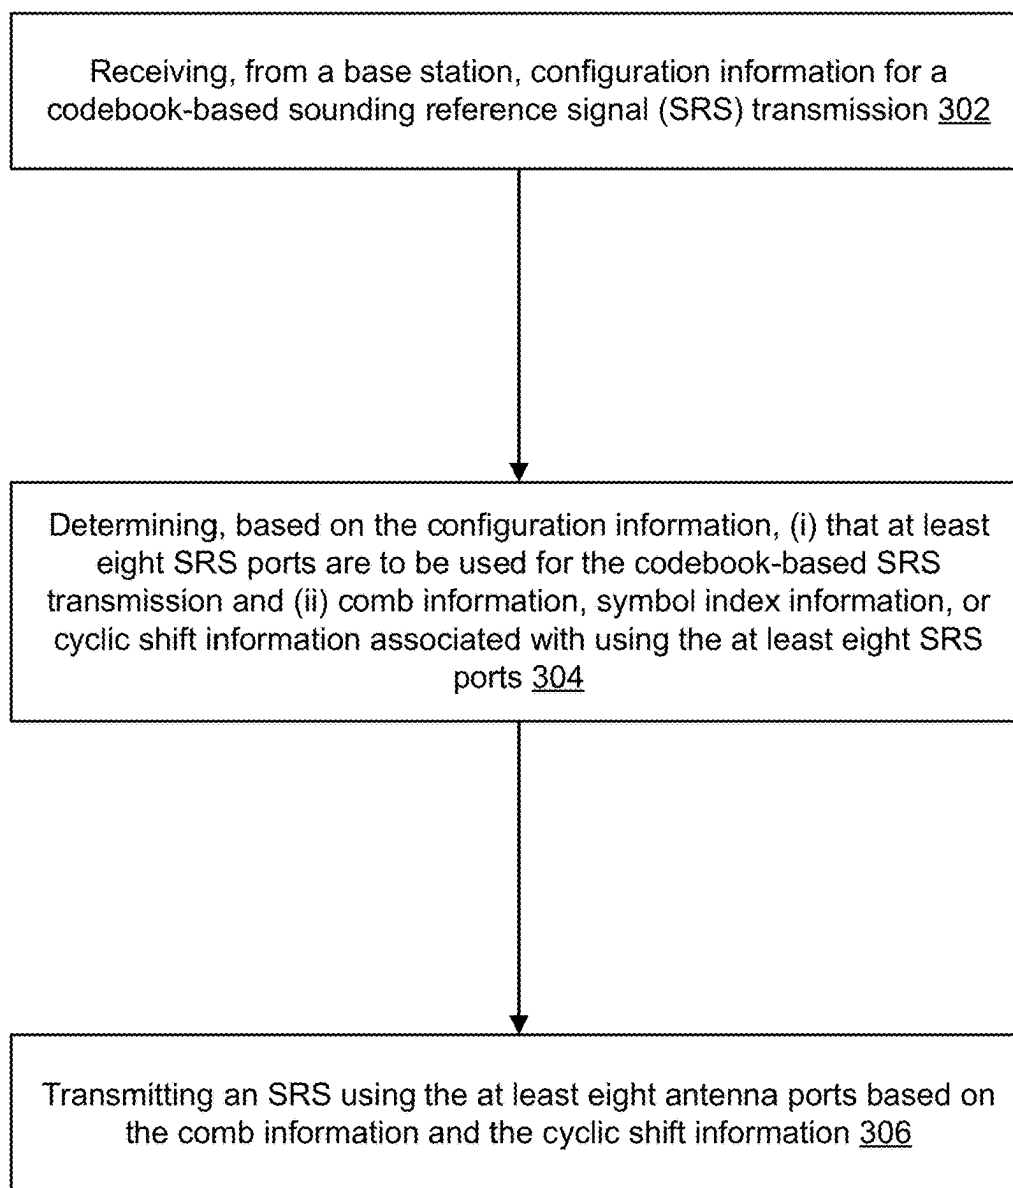 Receiving, from a base station, configuration information for a
codebook-based sounding reference signal (SRS) transmission 302
Determining, based on the configuration information, (i) that at least
eight SRS ports are to be used for the codebook-based SRS
transmission and (ii) comb information, symbol index information, or
cyclic shift information associated with using the at least eight SRS
ports 304
Transmitting an SRS using the at least eight antenna ports based on
the comb information and the cyclic shift information 306